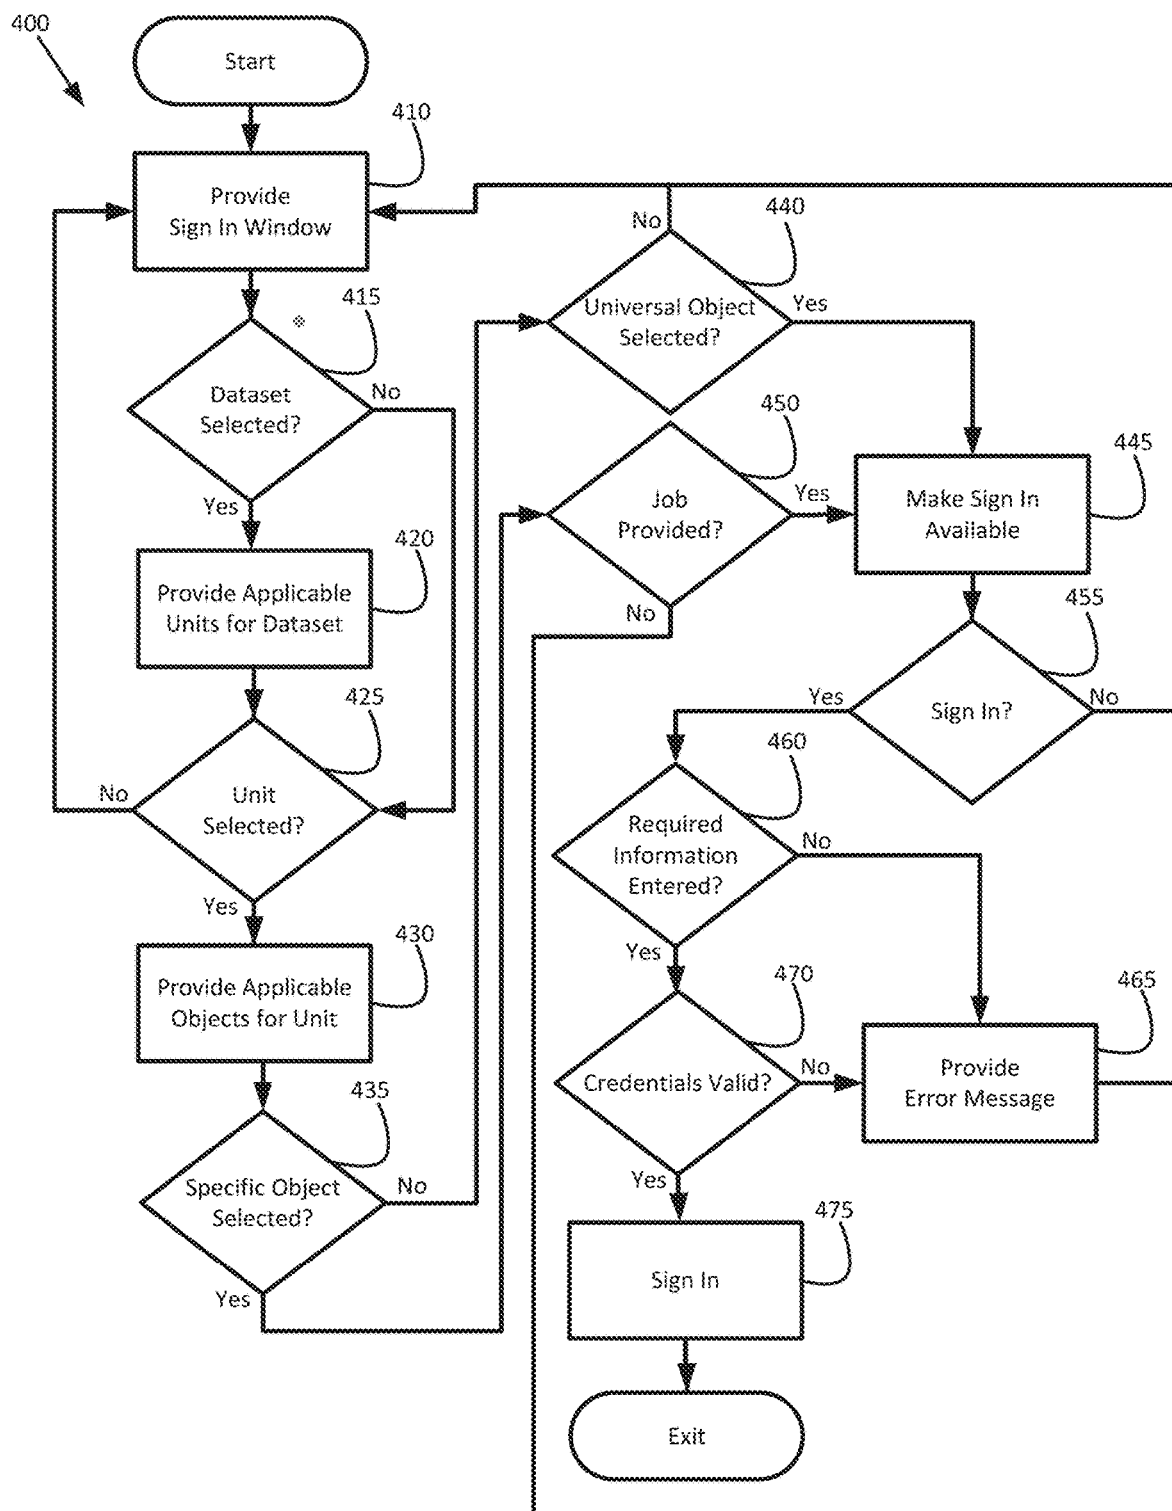 400
Start
410
Provide
Sign In Window
415
Dataset
Selected?
No
Yes
420
Provide Applicable
Units for Dataset
425
No
Unit
Selected?
Yes
430
Provide Applicable
Objects for Unit
435
Specific Object
Selected?
No
Yes
No
440
Universal Object
Selected?
Yes
450
Job
Provided?
Yes
No
445
Make Sign In
Available
455
Yes
Sign In?
No
460
Required
Information
Entered?
No
Yes
470
Credentials Valid?
No
465
Provide
Error Message
Yes
475
Sign In
Exit